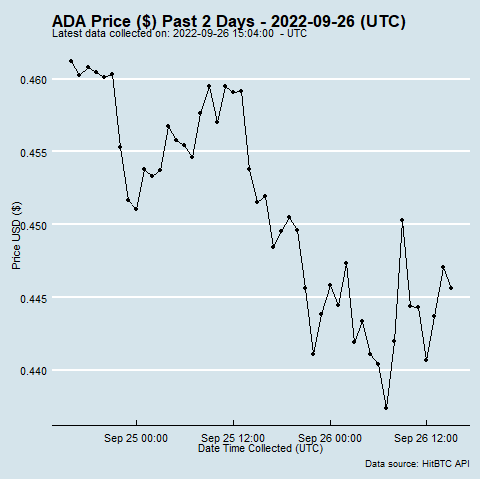 ADA Price ($) Past 2 Days - 2022-09-26 (UTC)
Latest data collected on: 2022-09-26 15:04:00  - UTC
0.460
0.455
0.450
0.445
0.440
Price USD ($)
Sep 25 00:00
Sep 25 12:00
Sep 26 00:00
Sep 26 12:00
Date Time Collected (UTC)
Data source: HitBTC API